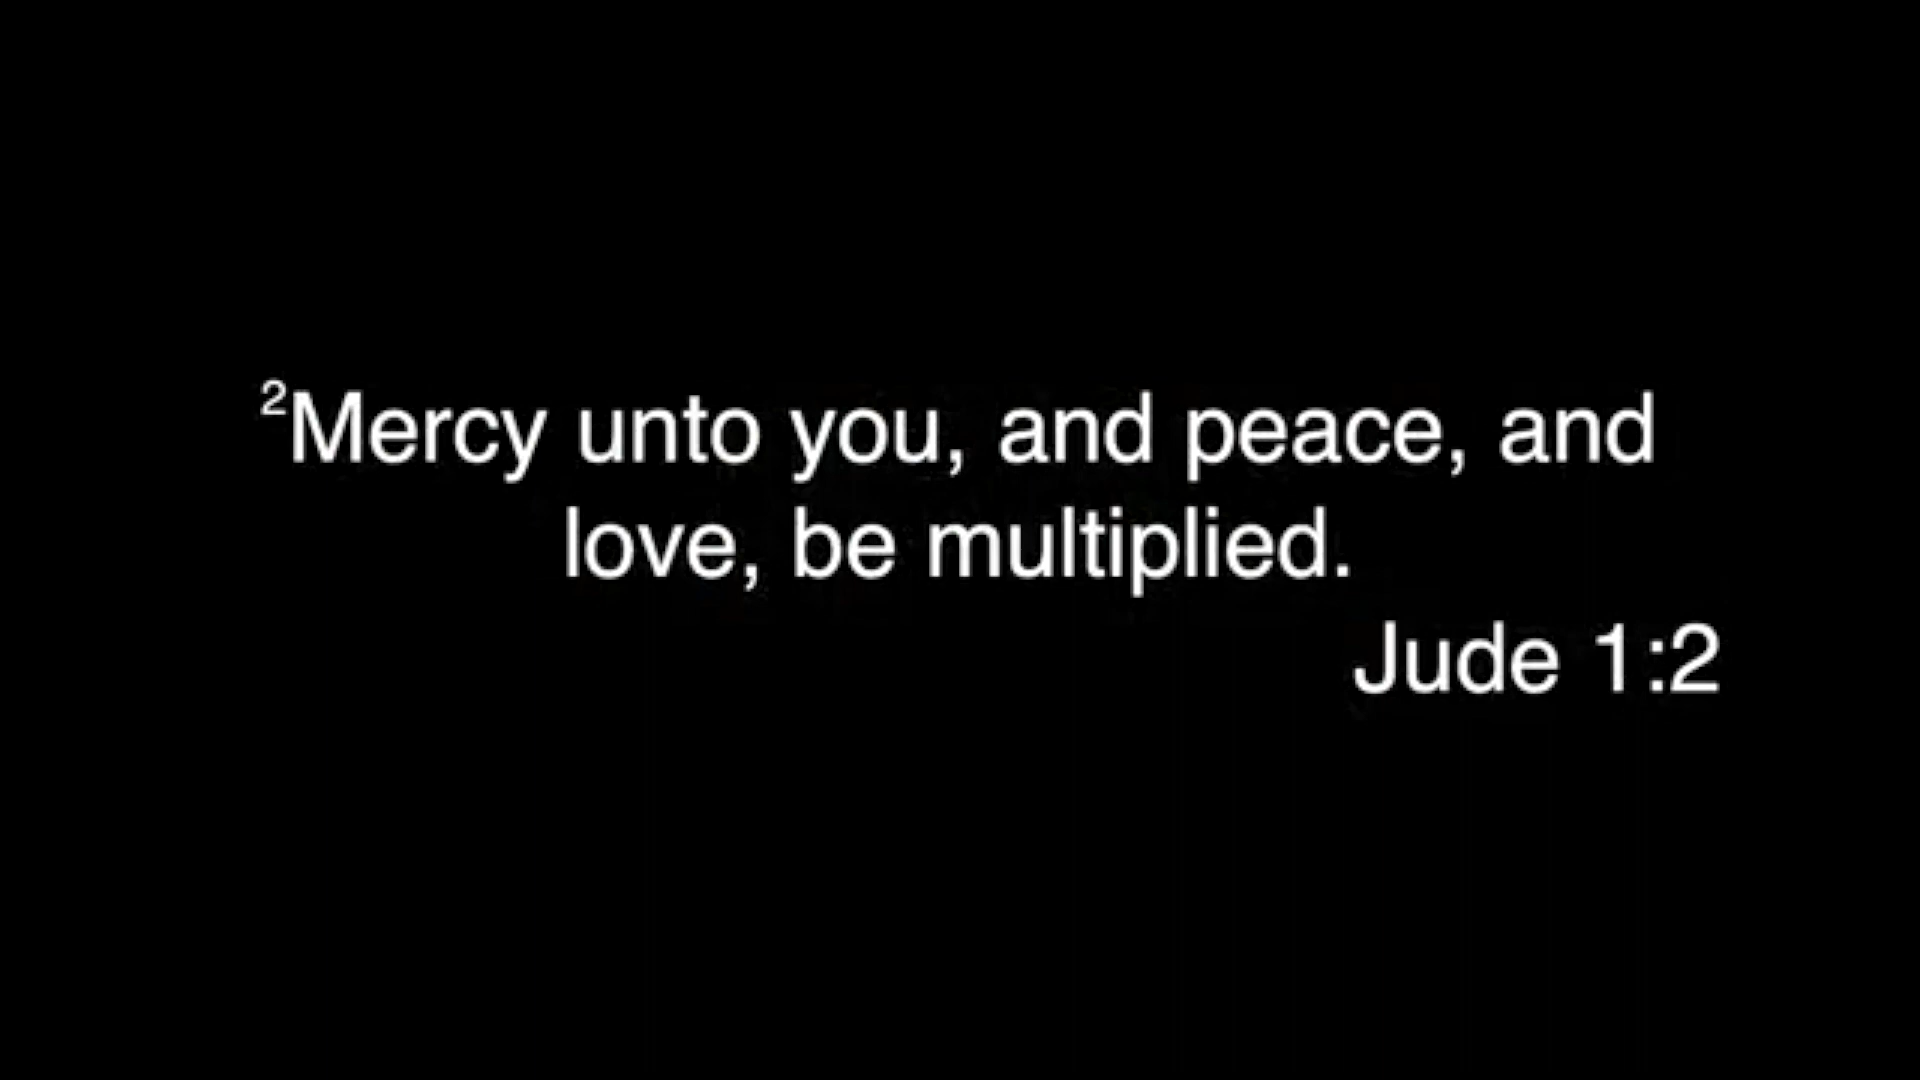 ²Mercy unto you, and peace, and
love, be multiplied.
Jude 1:2